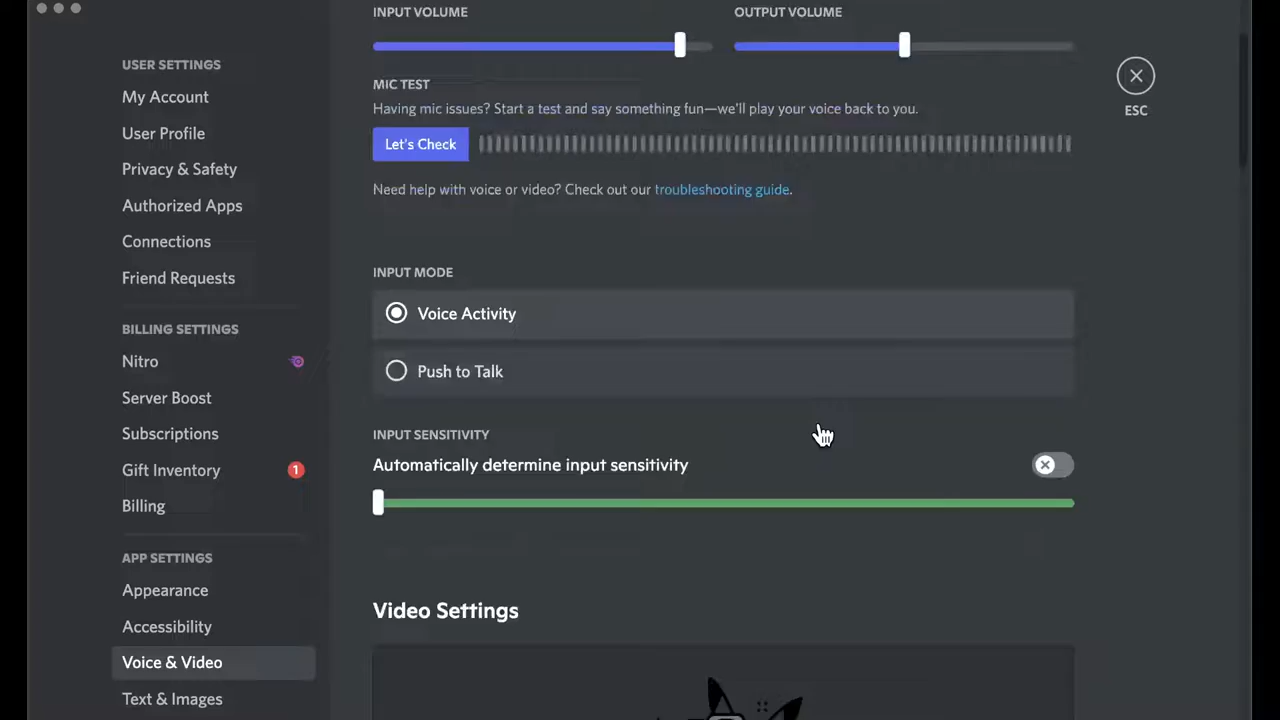 USER SETTINGS
My Account
User Profile
Privacy & Safety
Authorized Apps
Connections
Friend Requests
BILLING SETTINGS
Nitro
Server Boost
Subscriptions
Gift Inventory 1
Billing
APP SETTINGS
Appearance
Accessibility
Voice & Video
Text & Images
INPUT VOLUME
OUTPUT VOLUME
MIC TEST
Having mic issues? Start a test and say something fun—we'll play your voice back to you.
Let's Check
Need help with voice or video? Check out our troubleshooting guide.
INPUT MODE
Voice Activity
Push to Talk
INPUT SENSITIVITY
Automatically determine input sensitivity
Video Settings
ESC